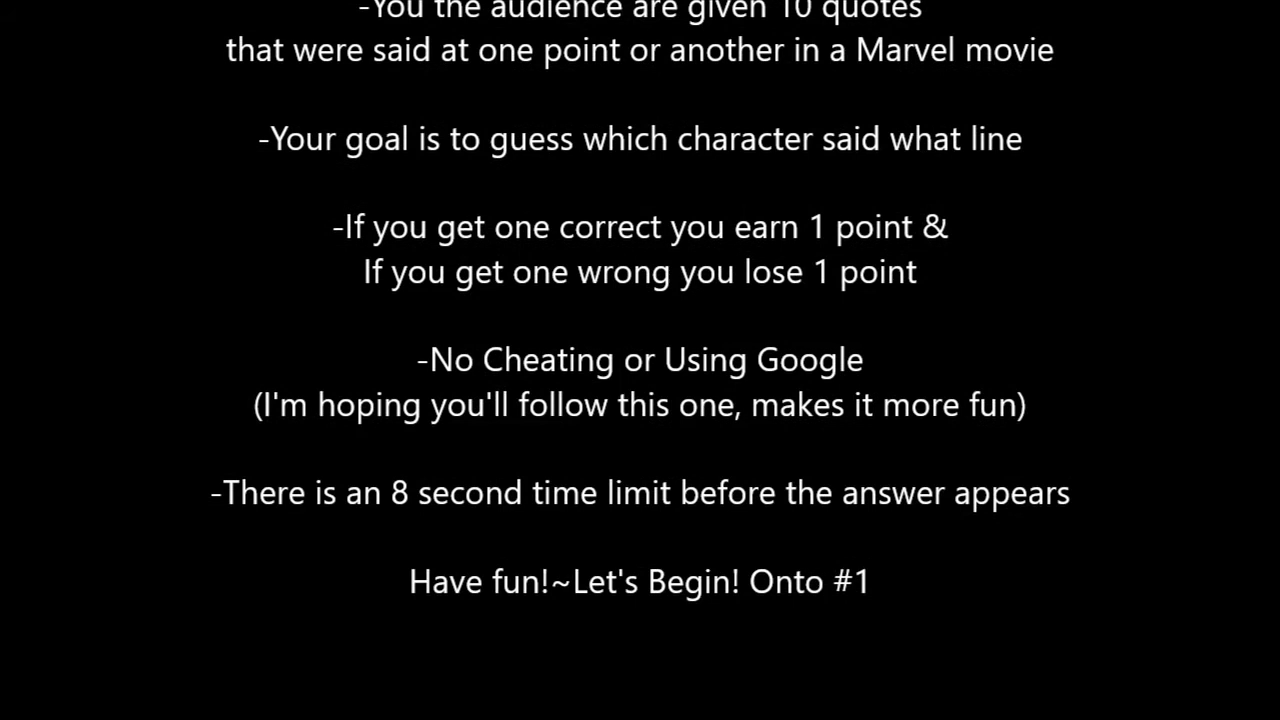 -You the audience are given 10 quotes
that were said at one point or another in a Marvel movie
-Your goal is to guess which character said what line
-If you get one correct you earn 1 point &
If you get one wrong you lose 1 point
-No Cheating or Using Google
(I'm hoping you'll follow this one, makes it more fun)
-There is an 8 second time limit before the answer appears
Have fun!~Let's Begin! Onto #1